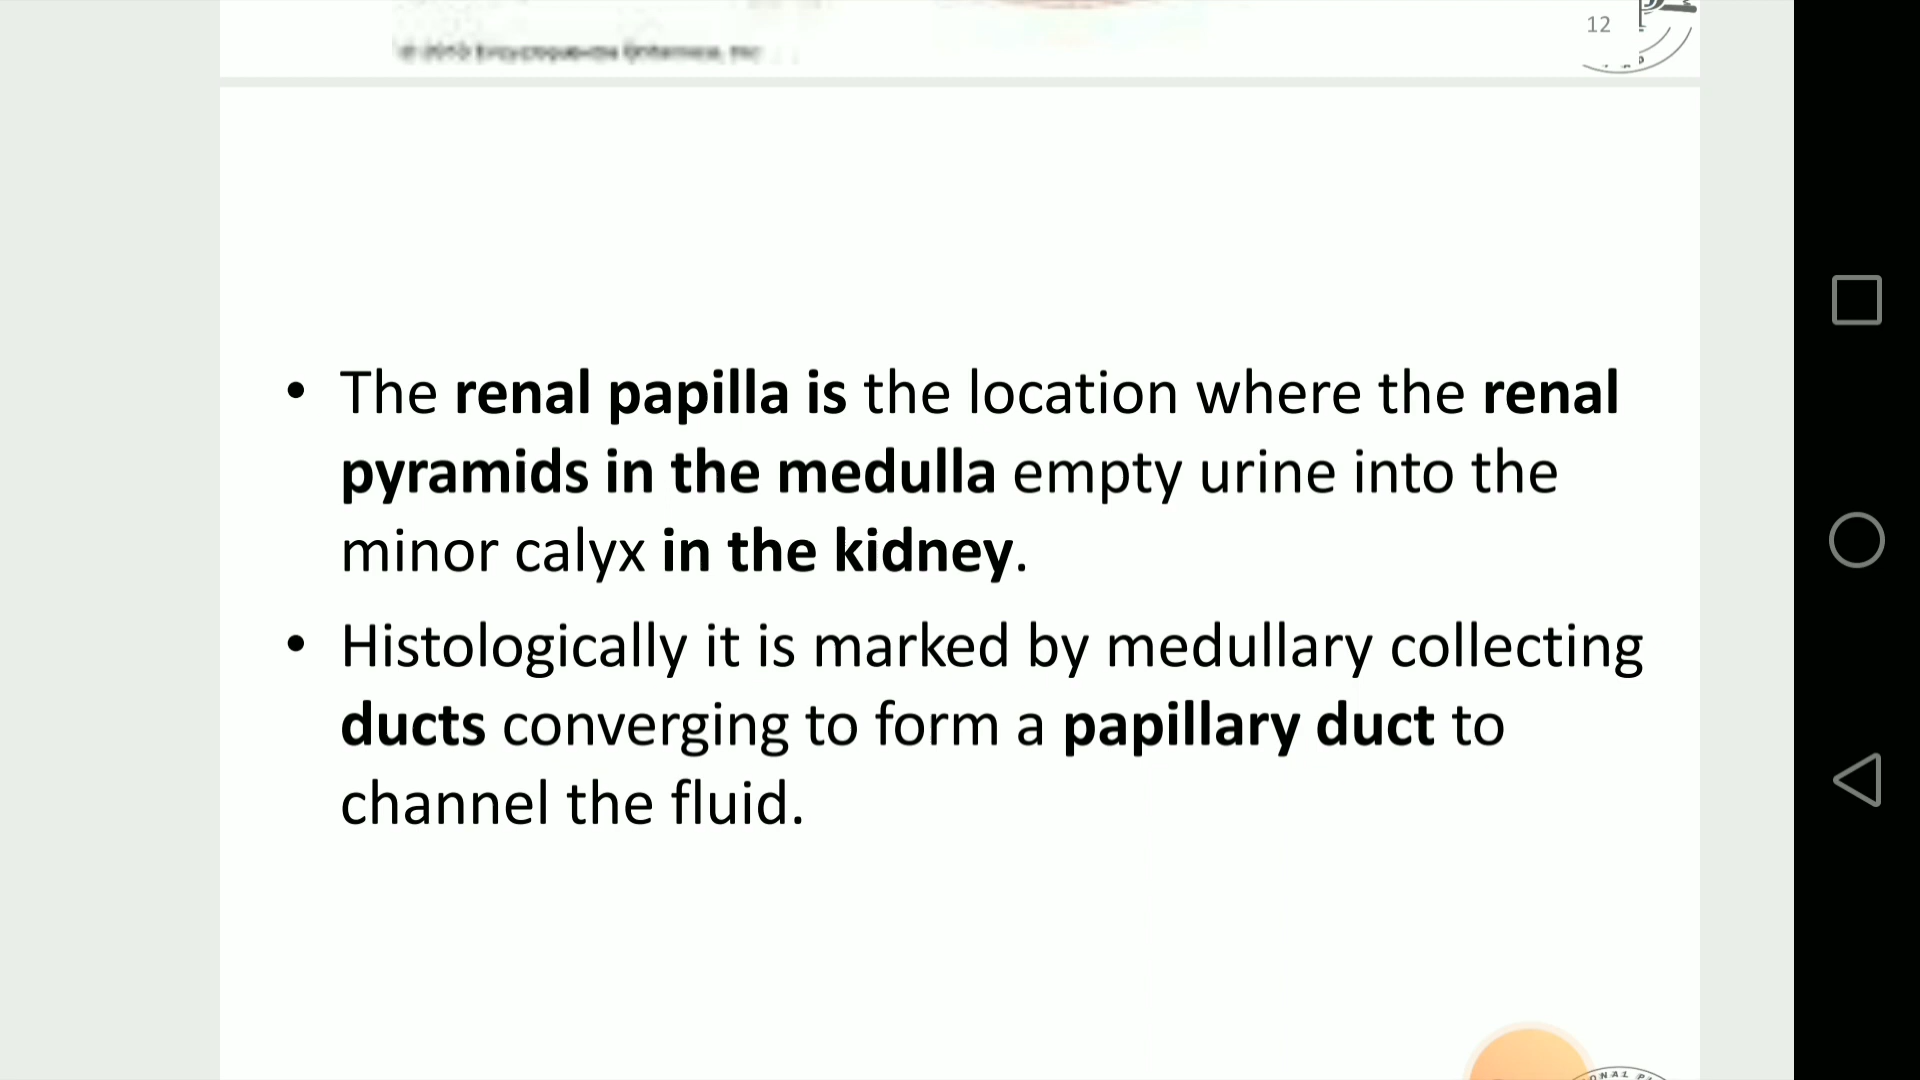 12
• The renal papilla is the location where the renal
pyramids in the medulla empty urine into the
minor calyx in the kidney.
• Histologically it is marked by medullary collecting
ducts converging to form a papillary duct to
channel the fluid.